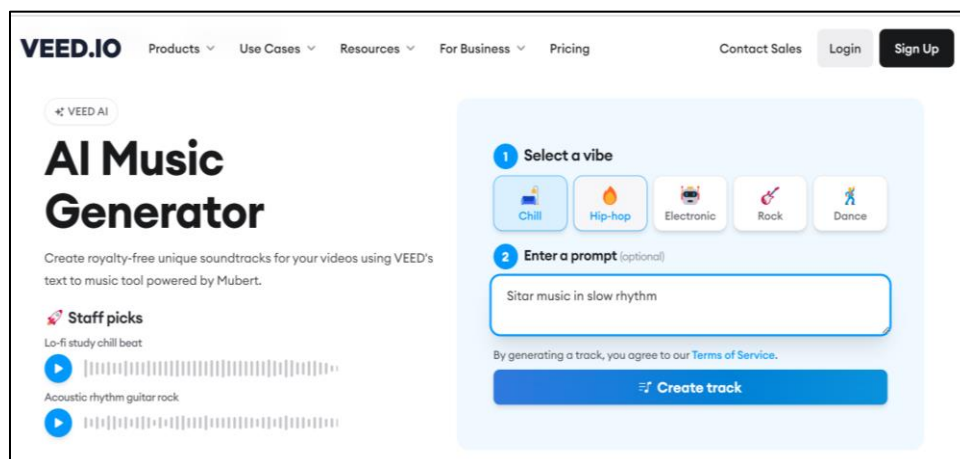 VEED.IO Products Use Cases Resources For Business Pricing Contact Sales Login Sign Up
VEED AI
AI Music
Generator
Create royalty-free unique soundtracks for your videos using VEED's
text to music tool powered by Mubert.
Staff picks
Lo-fi study chill beat
Acoustic rhythm guitar rock
1 Select a vibe
Chill Hip-hop Electronic Rock Dance
2 Enter a prompt (optional)
Sitar music in slow rhythm
By generating a track, you agree to our Terms of Service.
Create track